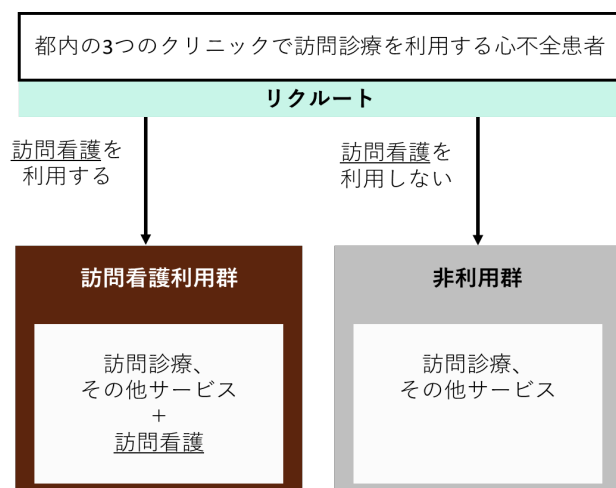 都内の3つのクリニックで訪問診療を利用する心不全患者
リクルート
訪問看護を
利用する
訪問看護を
利用しない
訪問看護利用群
訪問診療、
その他サービス
+
訪問看護
非利用群
訪問診療、
その他サービス